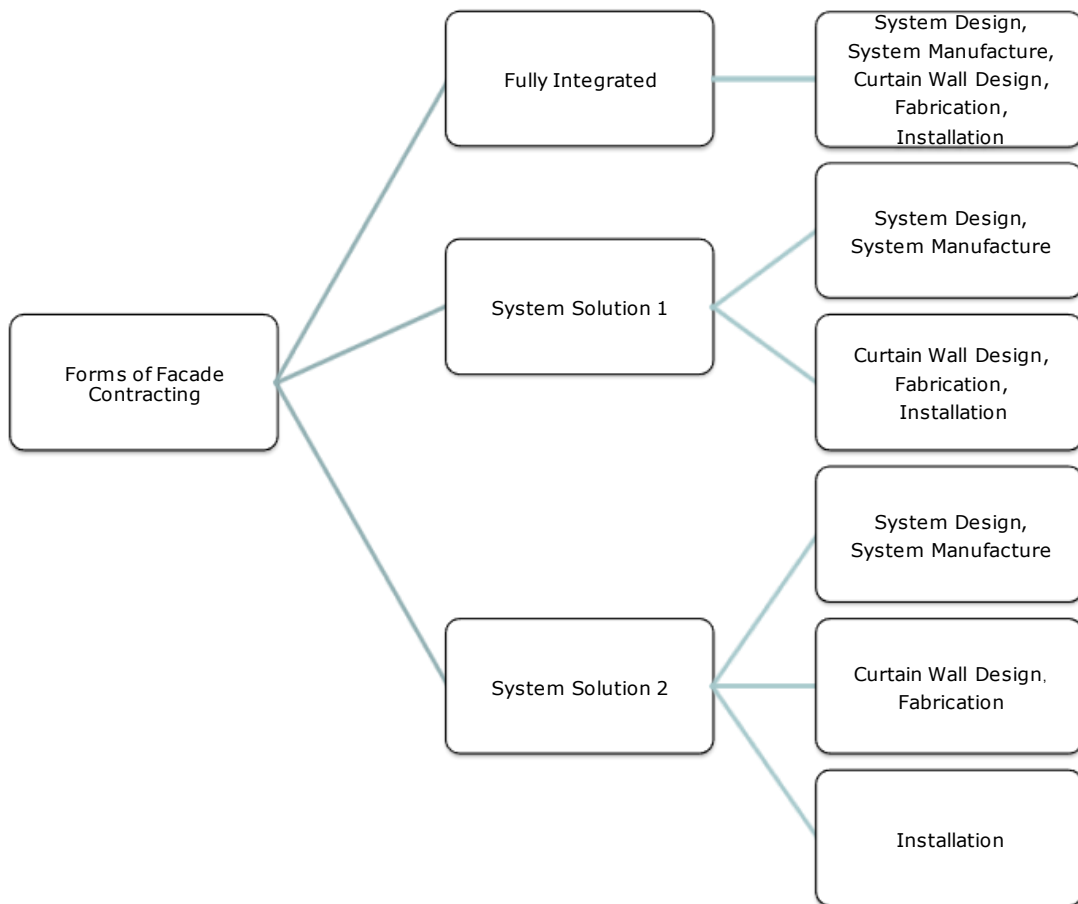 Forms of Facade
Contracting
Fully Integrated
System Design,
System Manufacture,
Curtain Wall Design,
Fabrication,
Installation
System Solution 1
System Design,
System Manufacture
Curtain Wall Design,
Fabrication,
Installation
System Solution 2
System Design,
System Manufacture
Curtain Wall Design,
Fabrication
Installation